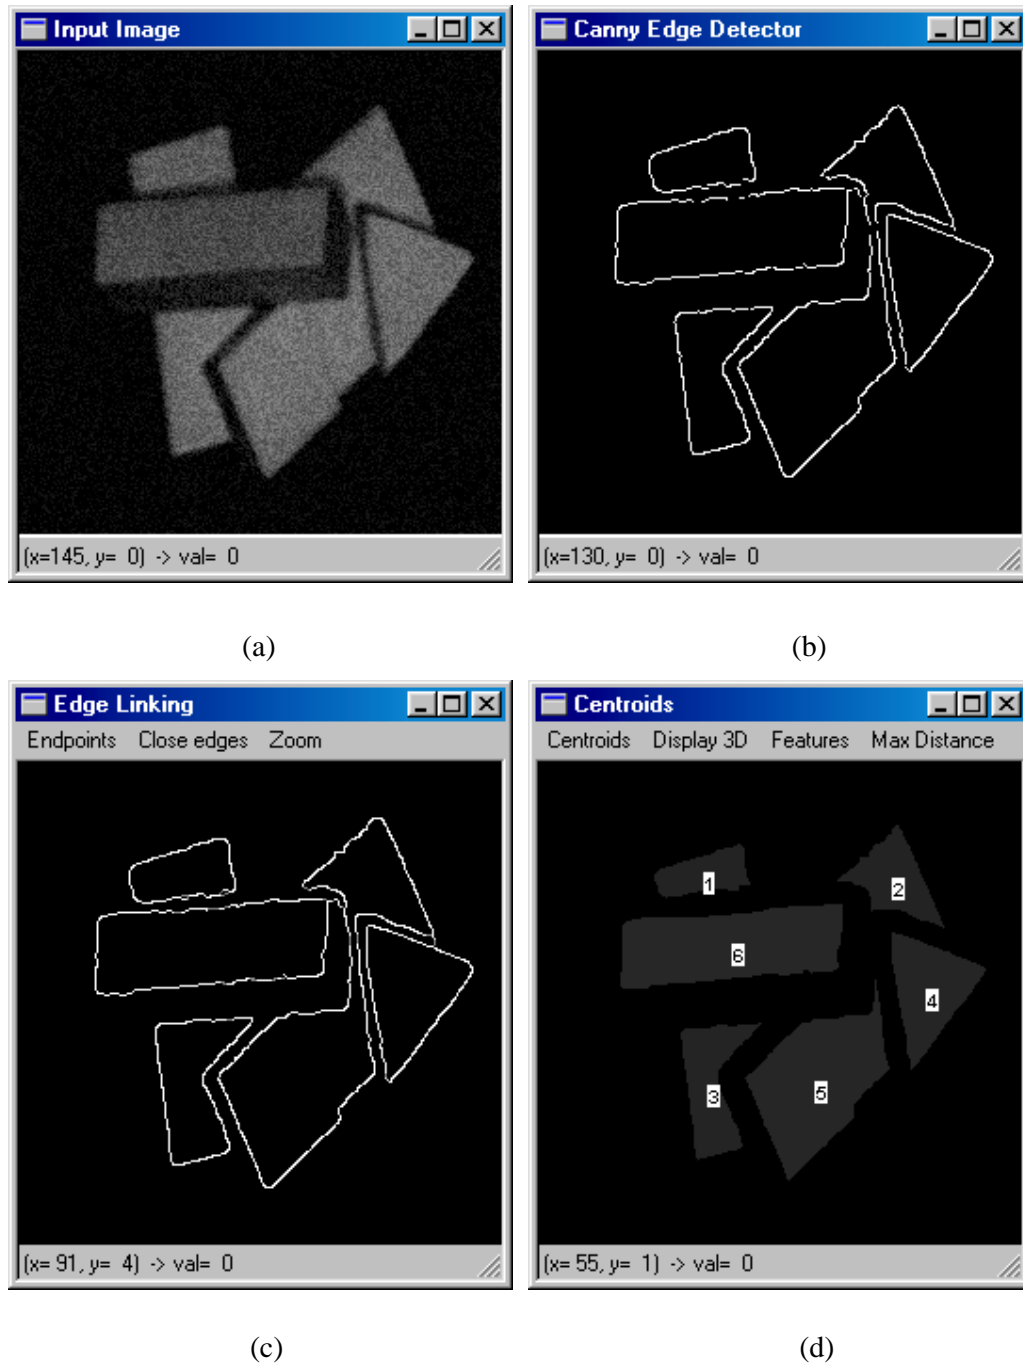 Input Image
Canny Edge Detector
(x=145, y= 0) -> val= 0
(x=130, y= 0) -> val= 0
(a)
(b)
Edge Linking
Centroids
Endpoints Close edges Zoom
Centroids Display 3D Features Max Distance
1
2
6
4
3
5
(x= 91, y= 4) -> val= 0
(x= 55, y= 1) -> val= 0
(c)
(d)